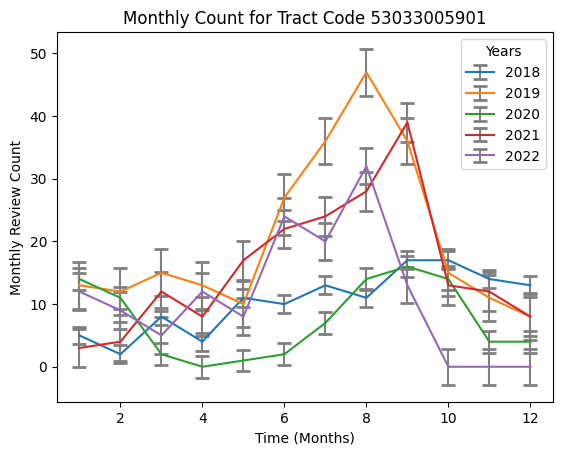 Monthly Count for Tract Code 53033005901
Monthly Review Count
50
40
30
20
10
0
Years
2018
2019
2020
2021
2022
2 4 6 8 10 12
Time (Months)